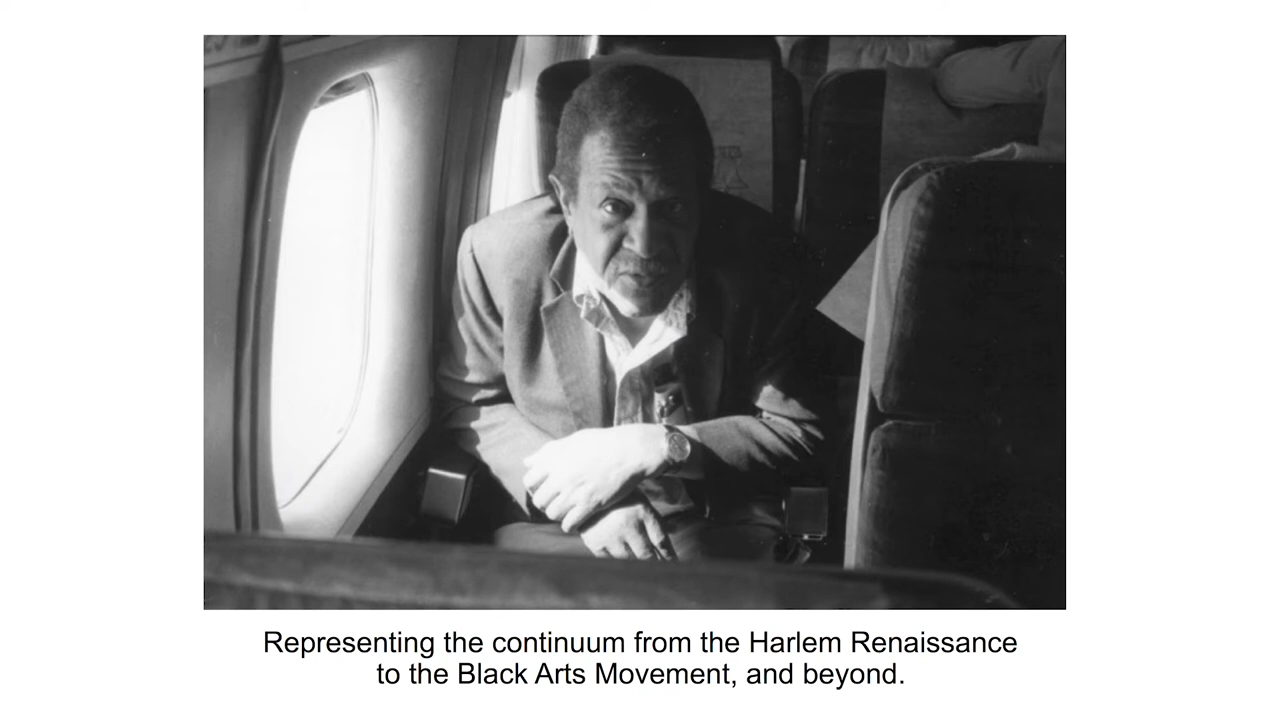 Representing the continuum from the Harlem Renaissance
to the Black Arts Movement, and beyond.